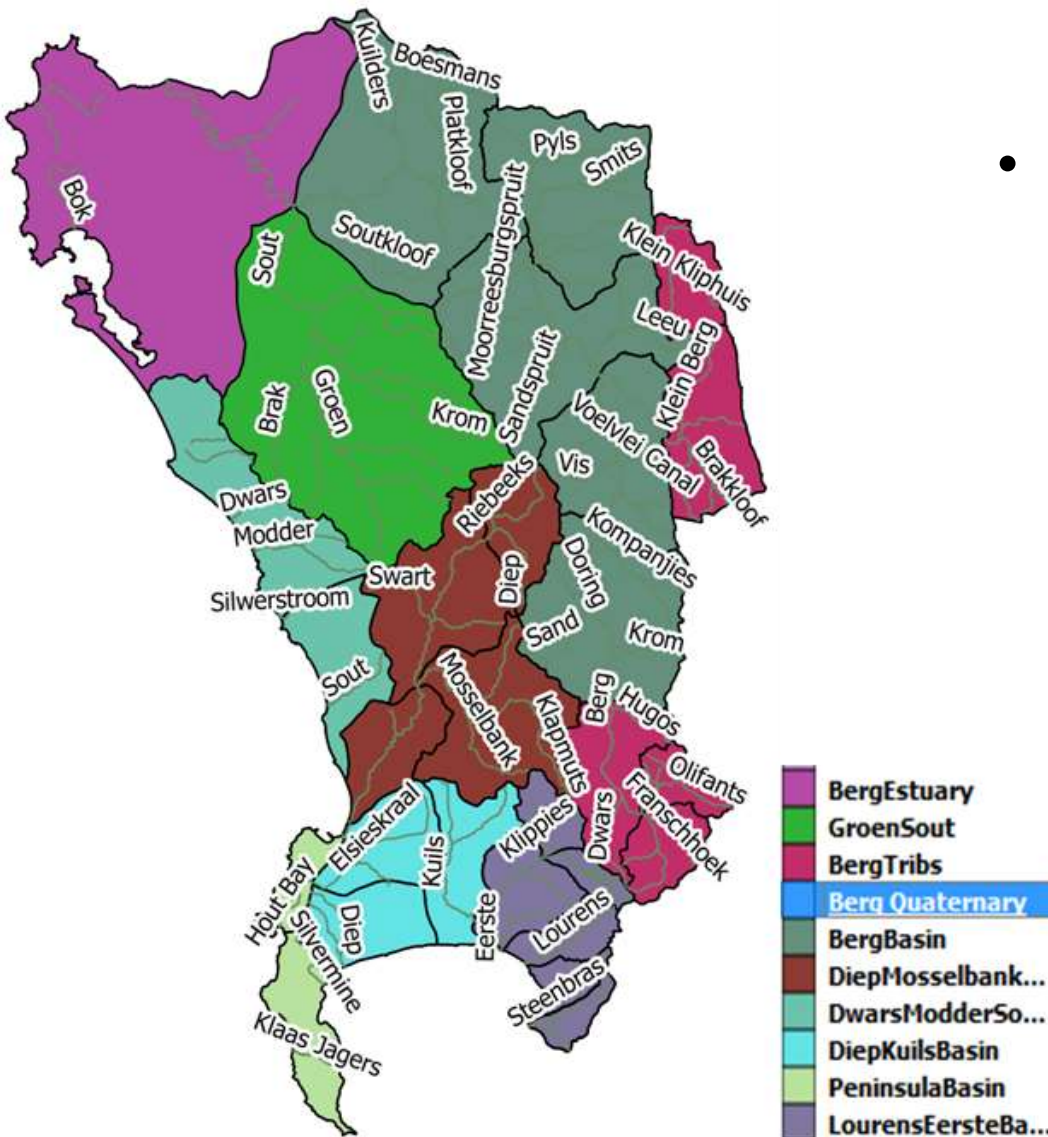 Kuilders
Boesmans
Platkloof
Pyls
Smits
Bok
Sout
Soutkloof
Moorreesburgspruit
Klein Kliphuis
Leeu
Klein Berg
Brak
Groen
Krom
Sandspruit
Voelvlei Canal
Vis
Brakkloof
Dwars
Modder
Riebeeks
Kompanjies
Swart
Diep
Doring
Silwerstroom
Sand
Krom
Sout
Mosselbank
Klapmuts
Berg
Hugos
Olifants
Franschhoek
Elsieskraal
Kuils
Klippies
Dwars
Hout Bay
Diep
Silvermine
Eerste
Lourens
Steenbras
Klaas Jagers
BergEstuary
GroenSout
BergTribs
Berg Quaternary
BergBasin
DiepMosselbank...
DwarsModderSo...
DiepKuilsBasin
PeninsulaBasin
LourensEersteBa...